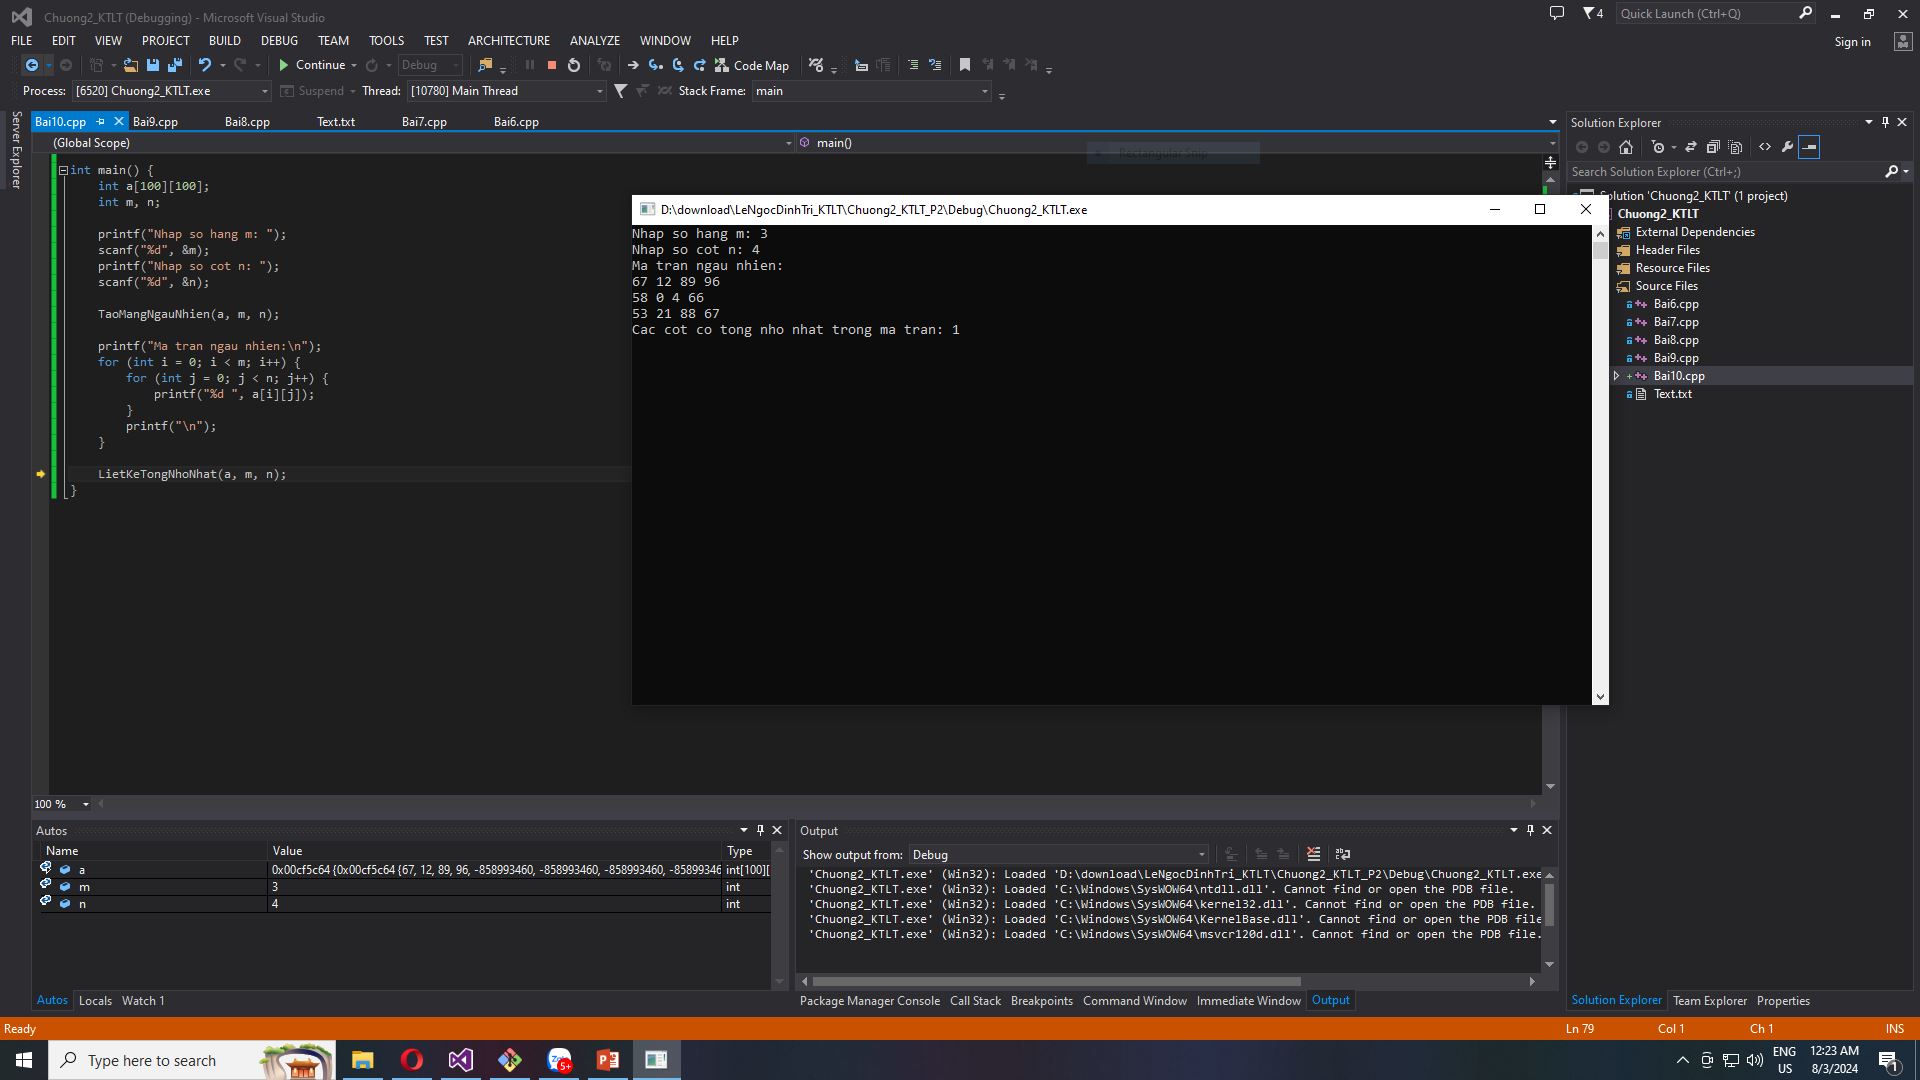 Chuong2_KTLT (Debugging) - Microsoft Visual Studio
4
Quick Launch (Ctrl+Q)
FILE EDIT VIEW PROJECT BUILD DEBUG TEAM TOOLS TEST ARCHITECTURE ANALYZE WINDOW HELP
Sign in
Continue Debug Code Map
Process: [6520] Chuong2_KTLT.exe Suspend Thread: [10780] Main Thread Stack Frame: main
Server Explorer
Bai10.cpp Bai9.cpp Bai8.cpp Text.txt Bai7.cpp Bai6.cpp
(Global Scope) main()
Rectangular Snip
int main() {
int a[100][100];
int m, n;
printf("Nhap so hang m: ");
scanf("%d", &m);
printf("Nhap so cot n: ");
scanf("%d", &n);
TaoMangNgauNhien(a, m, n);
printf("Ma tran ngau nhien:\n");
for (int i = 0; i < m; i++) {
for (int j = 0; j < n; j++) {
printf("%d ", a[i][j]);
}
printf("\n");
}
LietKeTongNhoNhat(a, m, n);
}
D:\download\LeNgocDinhTri_KTLT\Chuong2_KTLT_P2\Debug\Chuong2_KTLT.exe
Nhap so hang m: 3
Nhap so cot n: 4
Ma tran ngau nhien:
67 12 89 96
58 0 4 66
53 21 88 67
Cac cot co tong nho nhat trong ma tran: 1
Solution Explorer
Search Solution Explorer (Ctrl+;)
Solution 'Chuong2_KTLT' (1 project)
Chuong2_KTLT
External Dependencies
Header Files
Resource Files
Source Files
Bai6.cpp
Bai7.cpp
Bai8.cpp
Bai9.cpp
Bai10.cpp
Text.txt
100 %
Autos
Name Value Type
a 0x00cf5c64 {0x00cf5c64 {67, 12, 89, 96, -858993460, -858993460, -858993460, -85899346 int[100][
m 3 int
n 4 int
Autos Locals Watch 1
Output
Show output from: Debug
'Chuong2_KTLT.exe' (Win32): Loaded 'D:\download\LeNgocDinhTri_KTLT\Chuong2_KTLT_P2\Debug\Chuong2_KTLT.exe
'Chuong2_KTLT.exe' (Win32): Loaded 'C:\Windows\SysWOW64\ntdll.dll'. Cannot find or open the PDB file.
'Chuong2_KTLT.exe' (Win32): Loaded 'C:\Windows\SysWOW64\kernel32.dll'. Cannot find or open the PDB file.
'Chuong2_KTLT.exe' (Win32): Loaded 'C:\Windows\SysWOW64\KernelBase.dll'. Cannot find or open the PDB file.
'Chuong2_KTLT.exe' (Win32): Loaded 'C:\Windows\SysWOW64\msvcr120d.dll'. Cannot find or open the PDB file.
Package Manager Console Call Stack Breakpoints Command Window Immediate Window Output
Solution Explorer Team Explorer Properties
Ready Ln 79 Col 1 Ch 1 INS
Type here to search
5+
ENG
US
12:23 AM
8/3/2024
1